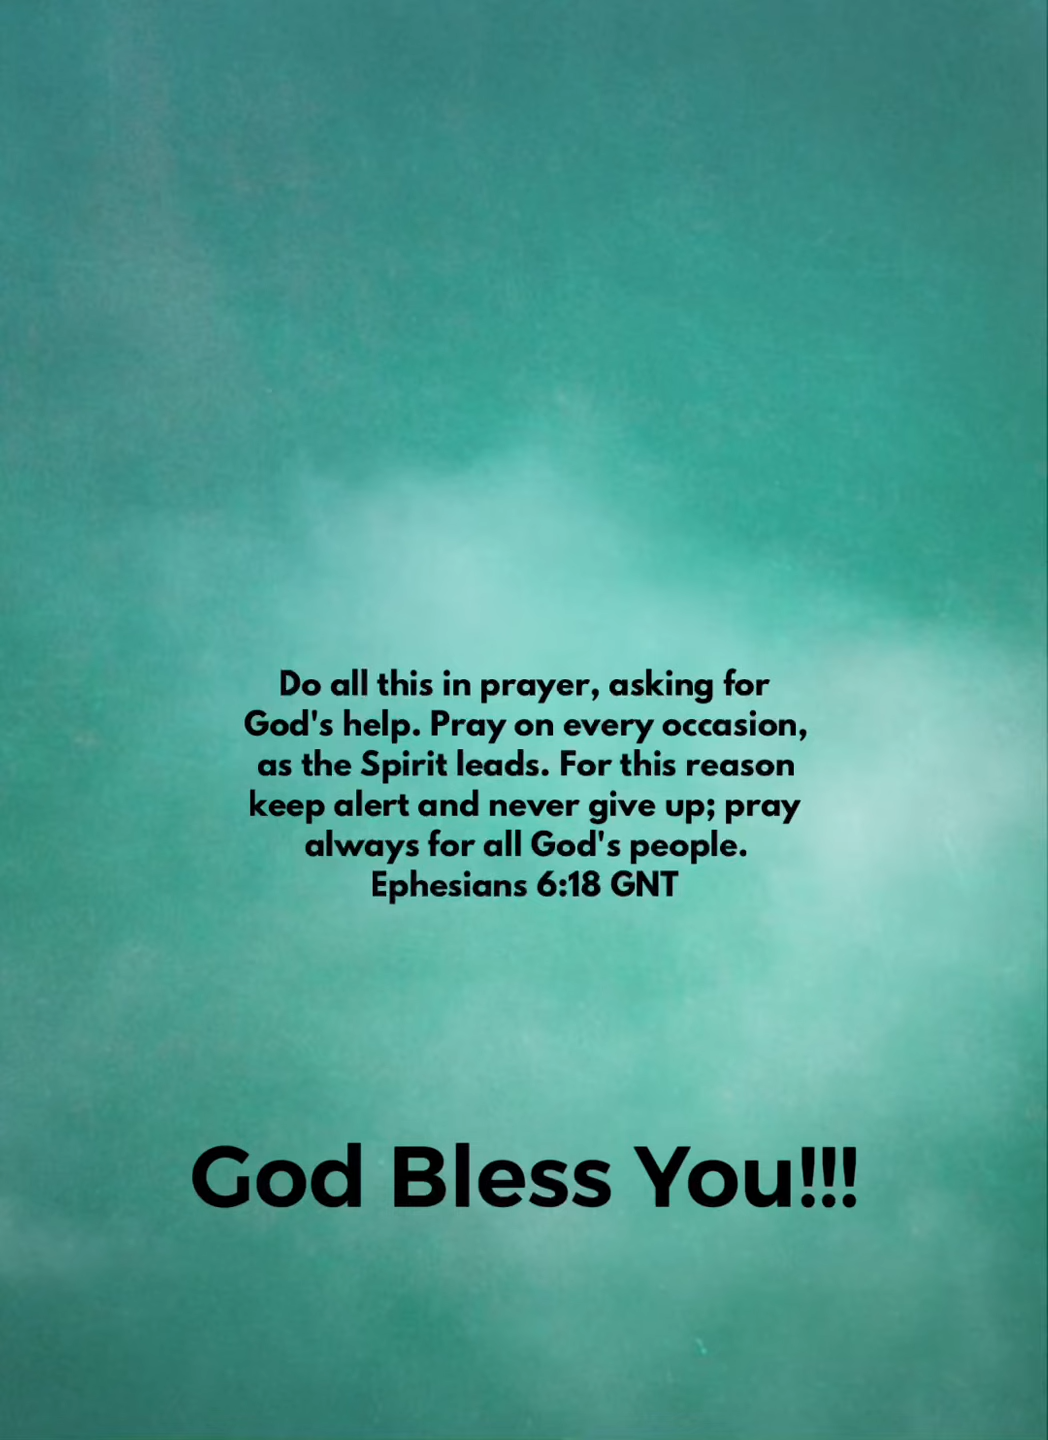 Do all this in prayer, asking for
God's help. Pray on every occasion,
as the Spirit leads. For this reason
keep alert and never give up; pray
always for all God's people.
Ephesians 6:18 GNT
God Bless You!!!